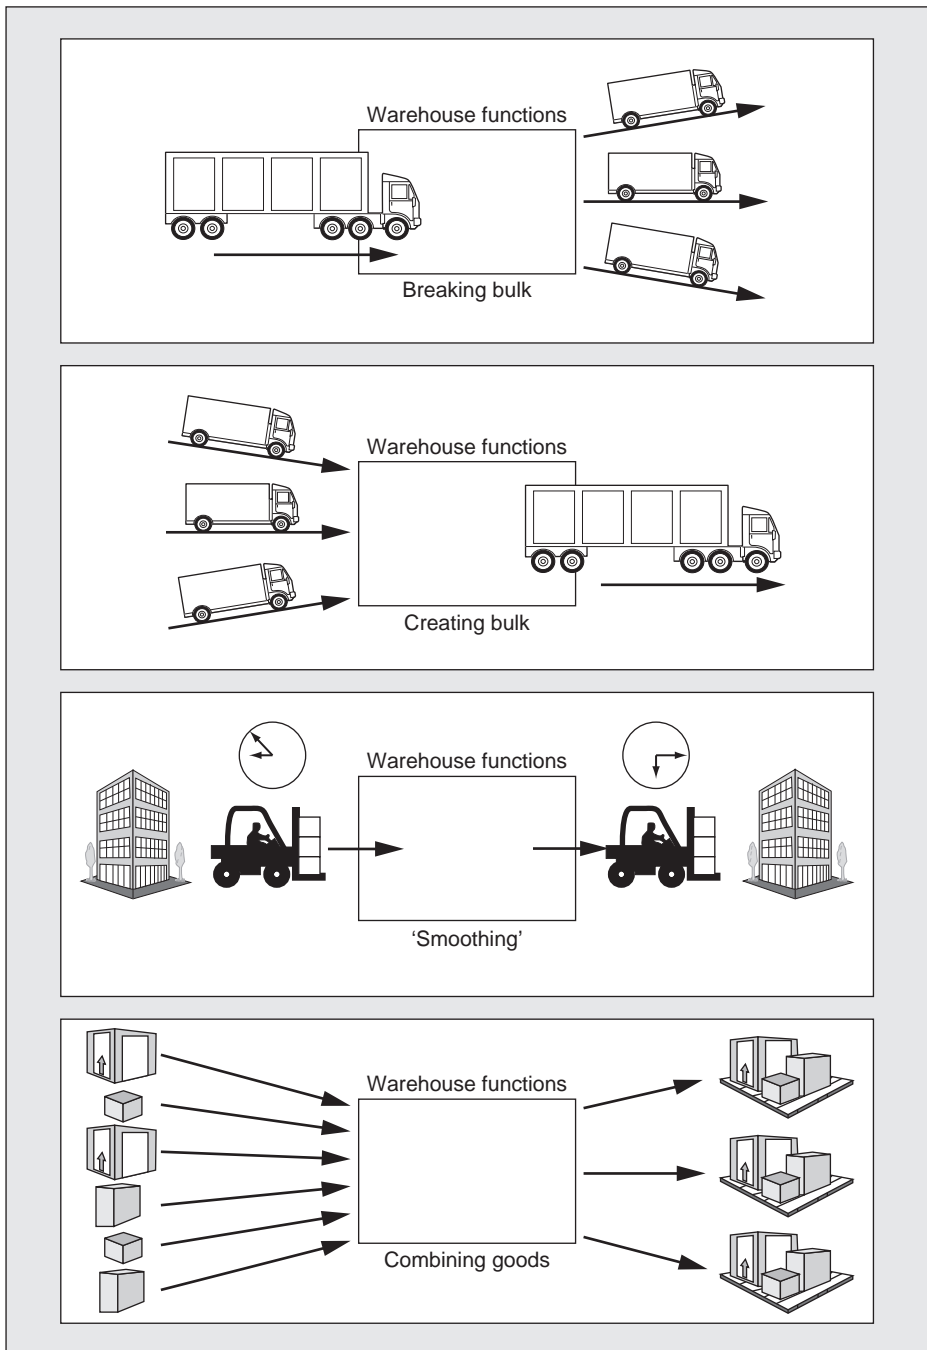 Warehouse functions
Breaking bulk
Warehouse functions
Creating bulk
Warehouse functions
‘Smoothing’
Warehouse functions
Combining goods